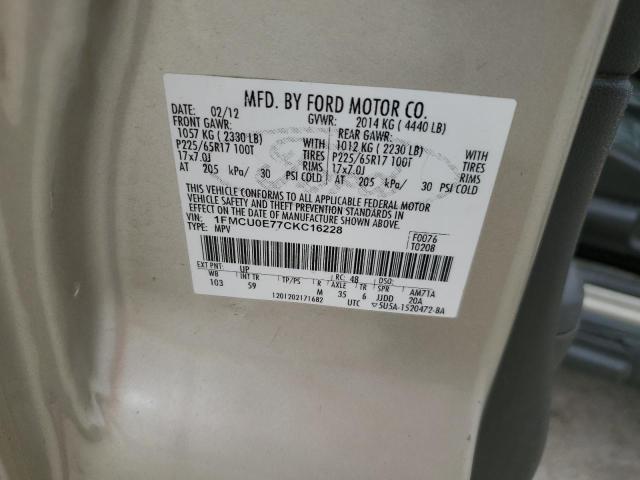 MFD. BY FORD MOTOR CO.
DATE: 02/12 GVWR: 2014 KG ( 4440 LB)
FRONT GAWR: REAR GAWR:
1057 KG ( 2330 LB) WITH 1012 KG ( 2230 LB) WITH
P225/65R17 100T TIRES P225/65R17 100T TIRES
17x7.0J RIMS 17x7.0J RIMS
AT 205 kPa/ 30 PSI COLD AT 205 kPa/ 30 PSI COLD
THIS VEHICLE CONFORMS TO ALL APPLICABLE FEDERAL MOTOR
VEHICLE SAFETY AND THEFT PREVENTION STANDARDS IN
EFFECT ON THE DATE OF MANUFACTURE SHOWN ABOVE.
VIN: 1FMCU0E77CKC16228 F0076
TYPE: MPV T0208
EXT PNT: UP RC: 48 DSO:
WB INT TR TP/PS R AXLE TR SPR AM71A
103 59 M 35 6 JJDD 20A
1201202171682 UTC ▽5U5A-1520472-BA
Ford